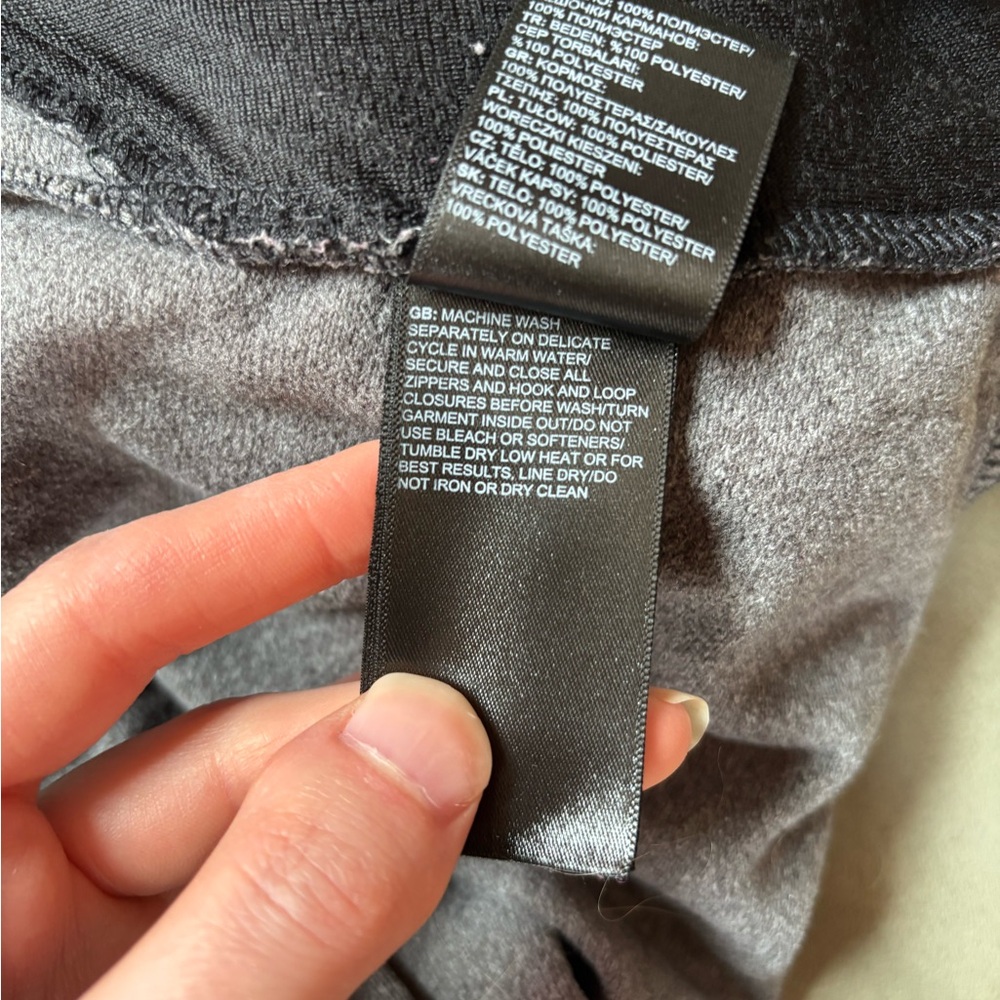 100% ПОЛИЭСТЕР/
КАРМАНОВ:
100% ПОЛИЭСТЕР
TR: BEDEN: %100 POLYESTER/
CEP TORBALARI:
%100 POLYESTER
GR: ΚΟΡΜΟΣ:
100% ΠΟΛΥΕΣΤΕΡΑΣ/ΣΑΚΟΥΛΕΣ
ΤΣΕΠΗΣ: 100% ΠΟΛΥΕΣΤΕΡΑΣ
PL: TUŁÓW: 100% POLIESTER/
WORECZKI KIESZENI:
100% POLIESTER
CZ: TĚLO: 100% POLYESTER/
VÁČEK KAPSY: 100% POLYESTER
SK: TELO: 100% POLYESTER/
VRECKOVÁ TAŠKA:
100% POLYESTER
GB: MACHINE WASH
SEPARATELY ON DELICATE
CYCLE IN WARM WATER/
SECURE AND CLOSE ALL
ZIPPERS AND HOOK AND LOOP
CLOSURES BEFORE WASH/TURN
GARMENT INSIDE OUT/DO NOT
USE BLEACH OR SOFTENERS/
TUMBLE DRY LOW HEAT OR FOR
BEST RESULTS, LINE DRY/DO
NOT IRON OR DRY CLEAN